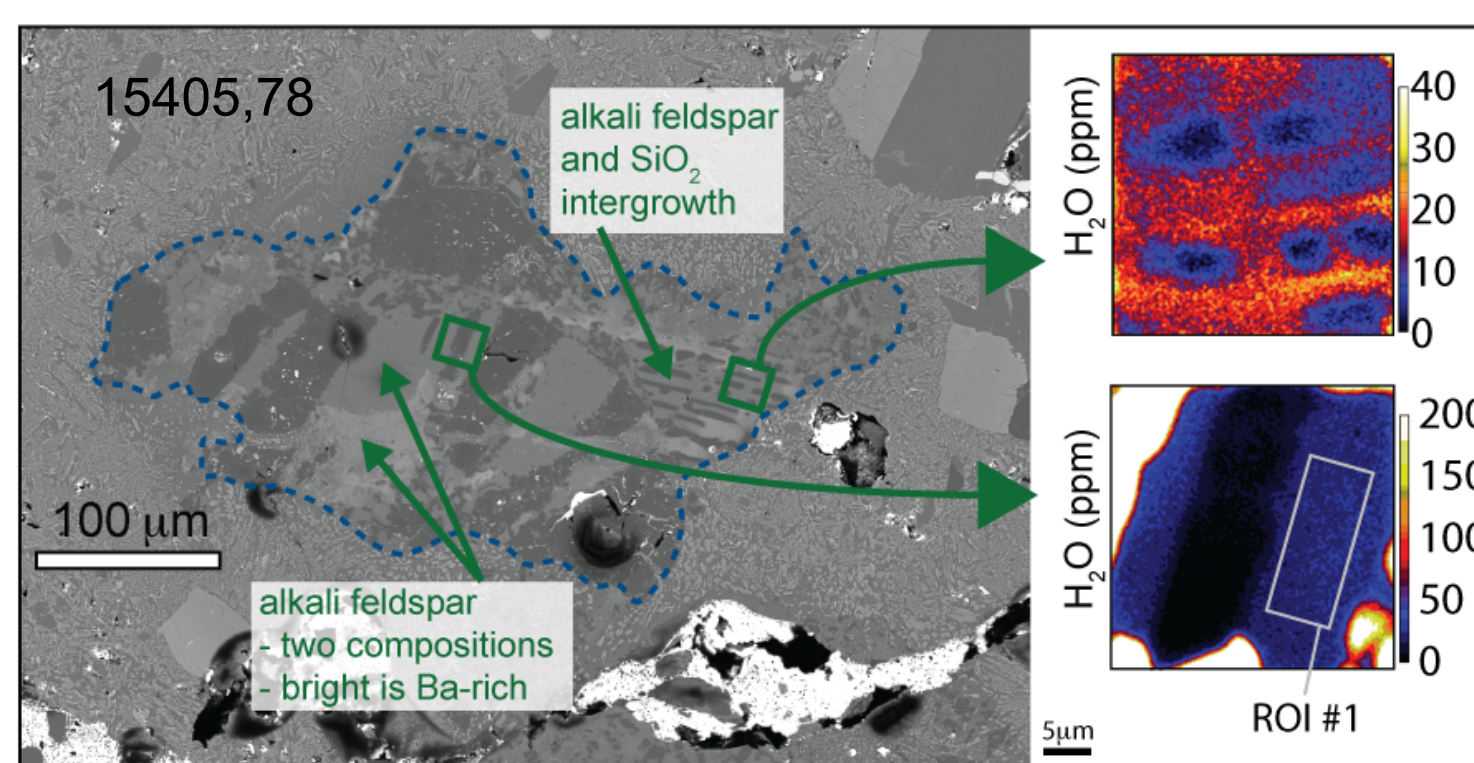 15405,78
alkali feldspar
and SiO₂
intergrowth
100 μm
alkali feldspar
- two compositions
- bright is Ba-rich
H₂O (ppm)
40
30
20
10
0
H₂O (ppm)
200
150
100
50
0
ROI #1
5μm